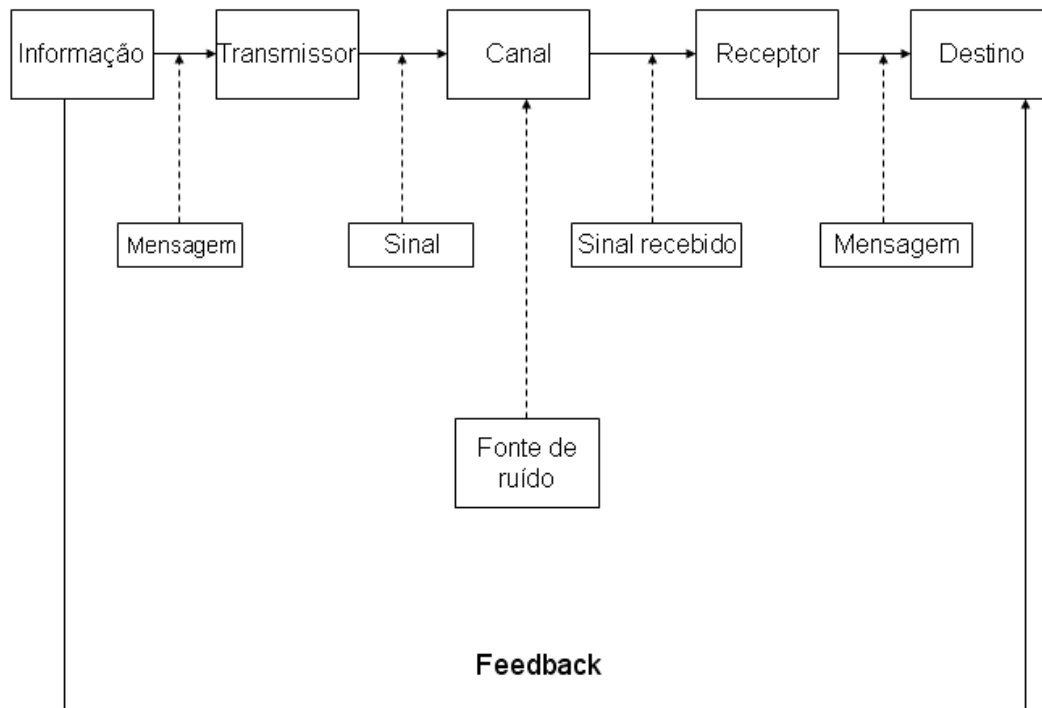 Informação
Transmissor
Canal
Receptor
Destino
Mensagem
Sinal
Sinal recebido
Mensagem
Fonte de
ruído
Feedback